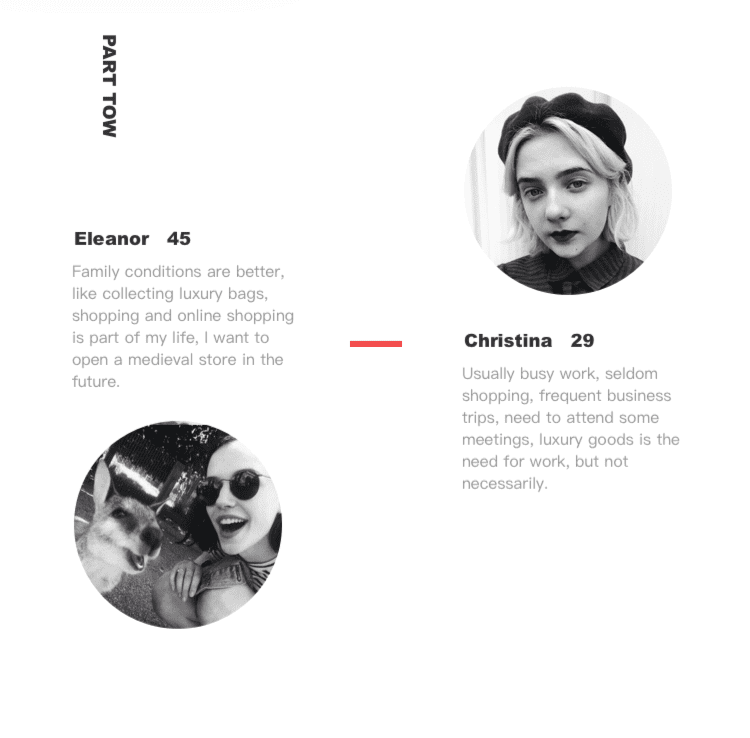 PART TOW
Eleanor 45
Family conditions are better,
like collecting luxury bags,
shopping and online shopping
is part of my life, I want to
open a medieval store in the
future.
Christina 29
Usually busy work, seldom
shopping, frequent business
trips, need to attend some
meetings, luxury goods is the
need for work, but not
necessarily.